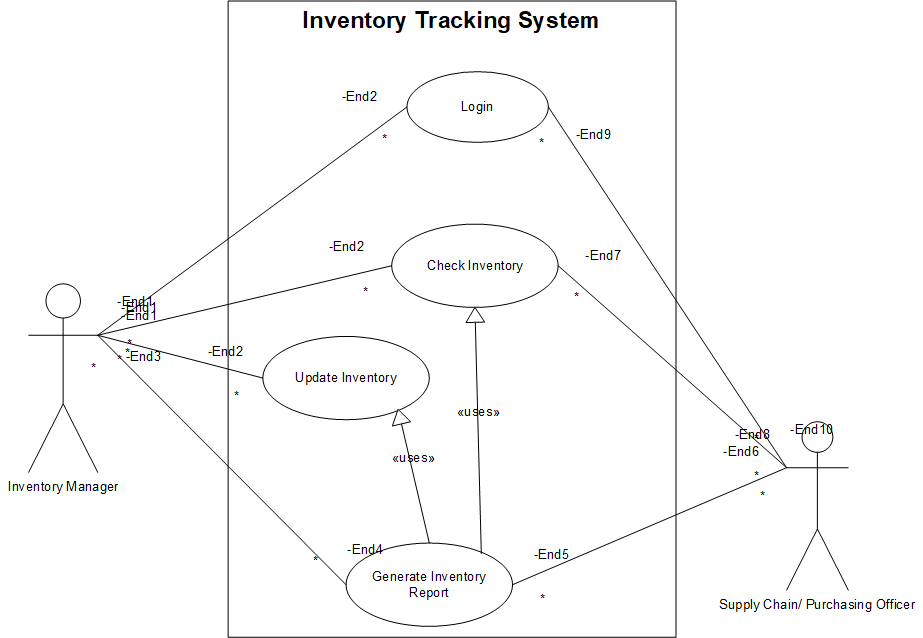 Inventory Tracking System
-End2
*
Login
*
-End9
-End2
*
Check Inventory
-End7
*
-End1
-End1
-End1
*
*
*
-End3
*
-End2
*
Update Inventory
«uses»
«uses»
-End8
-End10
-End6
*
*
*
Inventory Manager
-End4
*
Generate Inventory
Report
-End5
*
Supply Chain/ Purchasing Officer